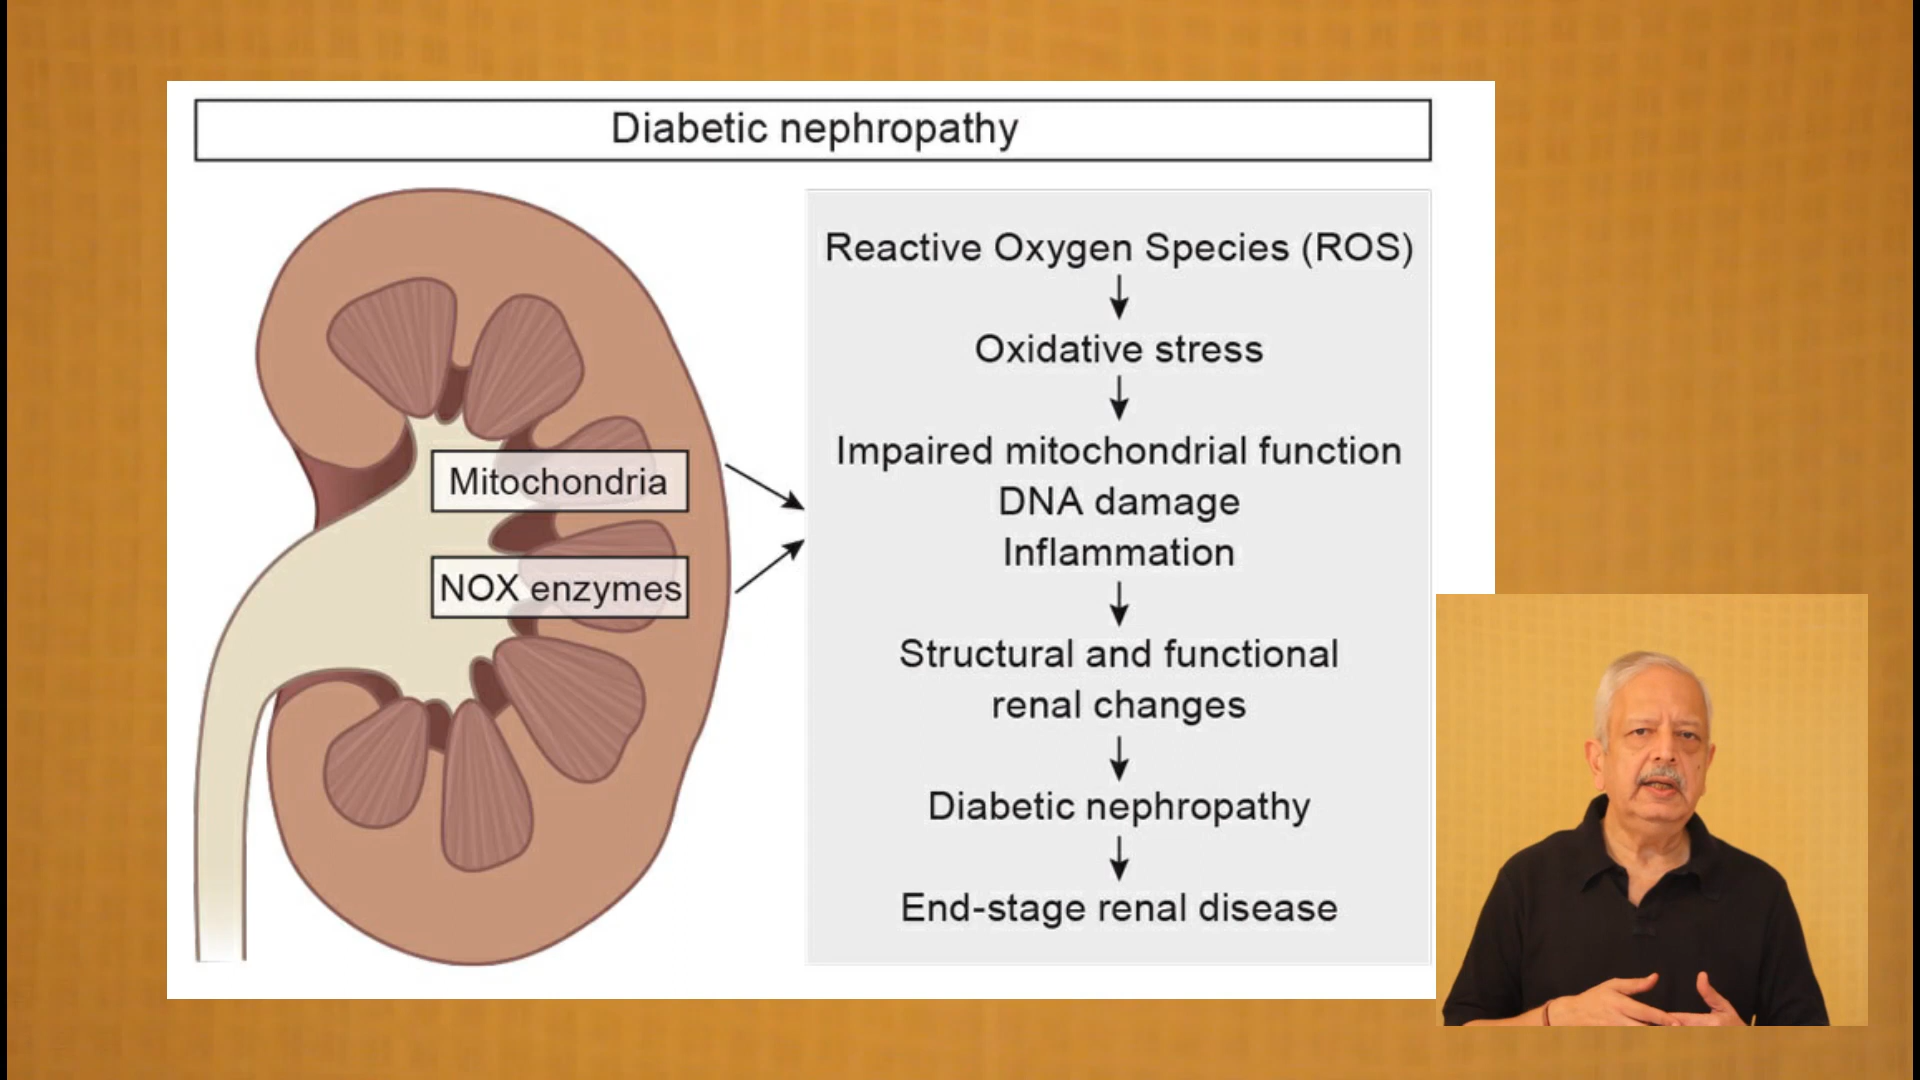 Diabetic nephropathy
Mitochondria
NOX enzymes
Reactive Oxygen Species (ROS)
Oxidative stress
Impaired mitochondrial function
DNA damage
Inflammation
Structural and functional
renal changes
Diabetic nephropathy
End-stage renal disease